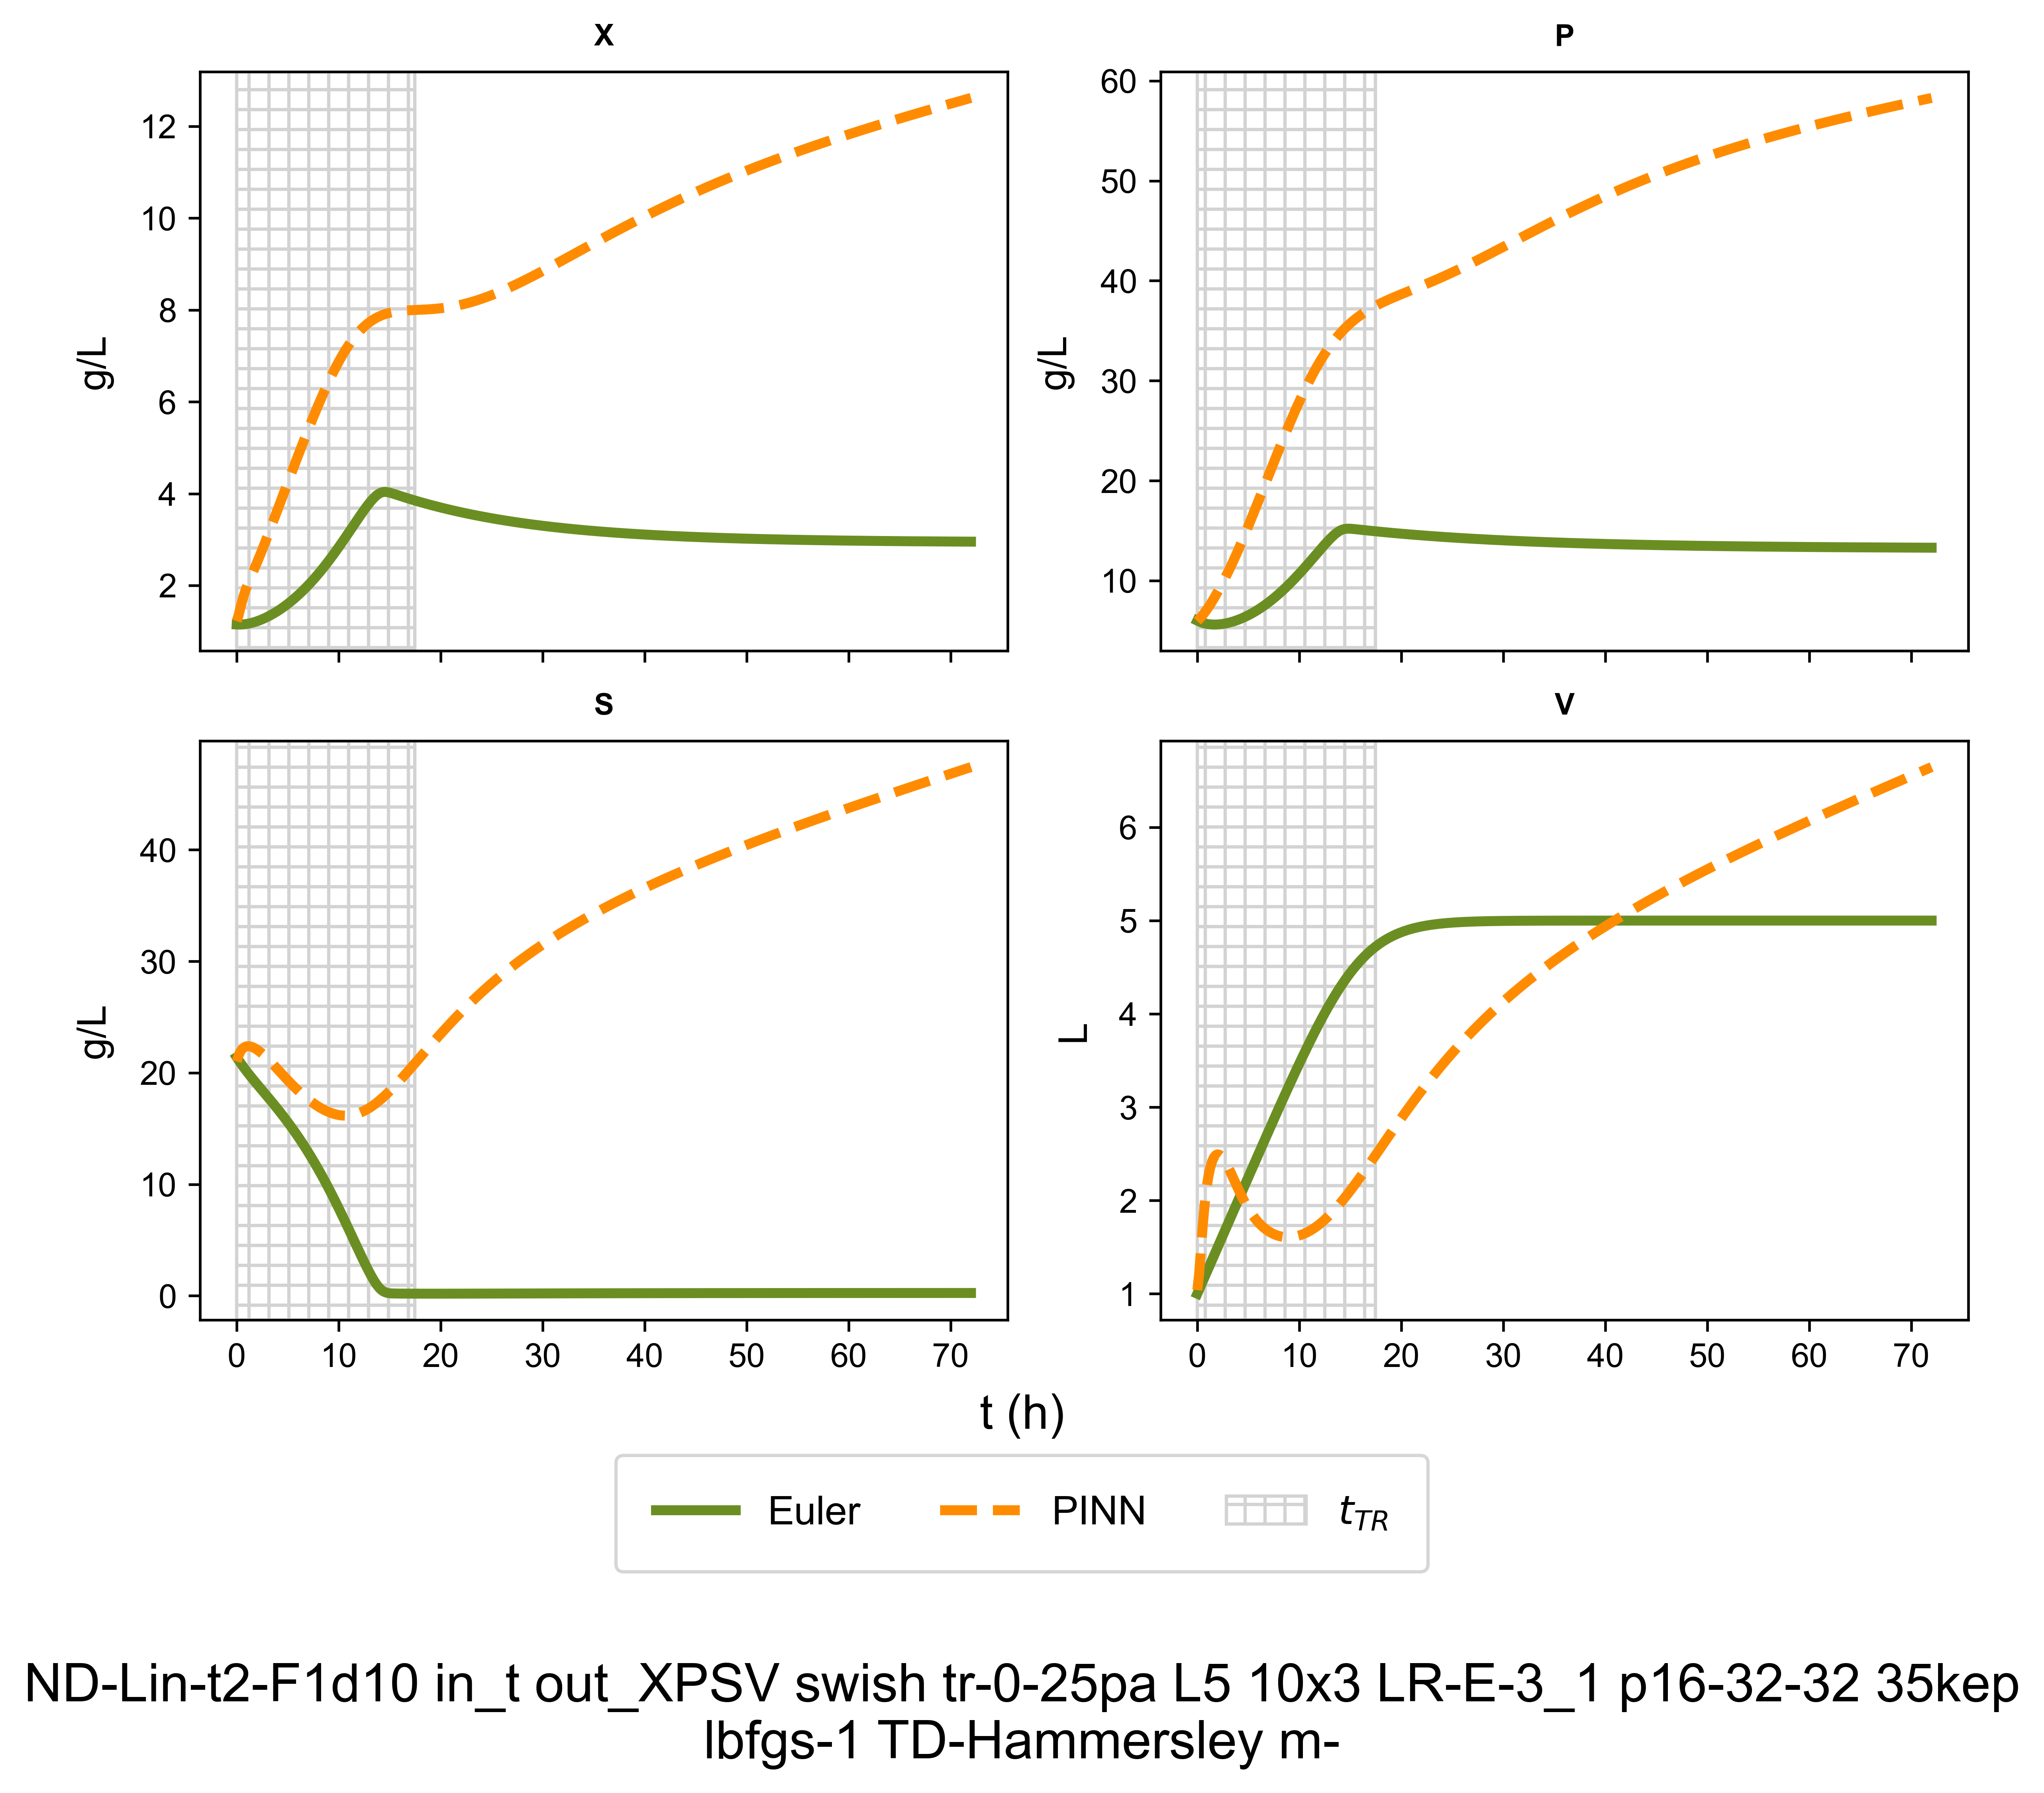 X
P
12
10
8
6
4
2
g/L
60
50
40
30
20
10
g/L
S
V
40
30
20
10
0
g/L
6
5
4
3
2
1
L
0 10 20 30 40 50 60 70
0 10 20 30 40 50 60 70
t (h)
Euler PINN t_TR
ND-Lin-t2-F1d10 in_t out_XPSV swish tr-0-25pa L5 10x3 LR-E-3_1 p16-32-32 35kep
lbfgs-1 TD-Hammersley m-